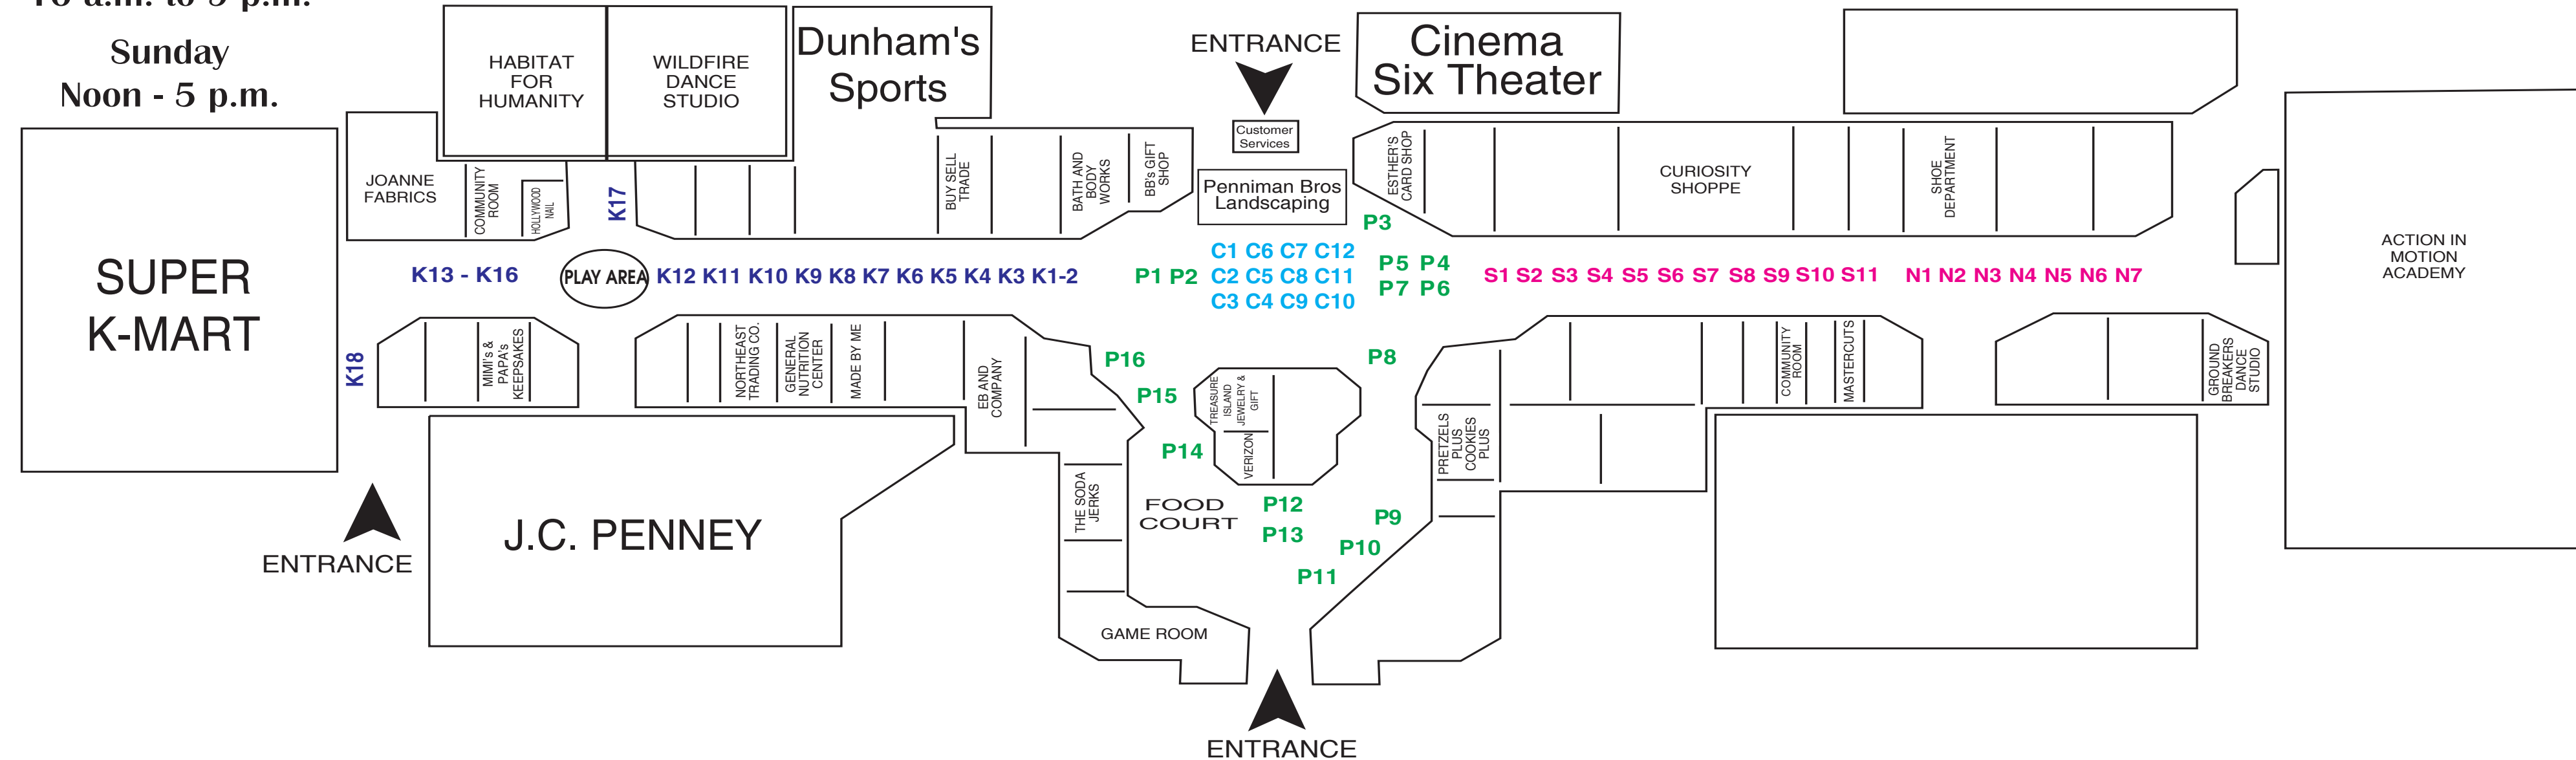 10 a.m. to 9 p.m.
Sunday
Noon - 5 p.m.
HABITAT
FOR
HUMANITY
WILDFIRE
DANCE
STUDIO
Dunham's
Sports
ENTRANCE
Customer
Services
Penniman Bros
Landscaping
Cinema
Six Theater
SUPER
K-MART
JOANNE
FABRICS
COMMUNITY
ROOM
HOLLYWOOD
NAIL
K17
BUY SELL
TRADE
BATH AND
BODY
WORKS
BB's GIFT
SHOP
ESTHER'S
CARD SHOP
CURIOSITY
SHOPPE
SHOE
DEPARTMENT
ACTION IN
MOTION
ACADEMY
K13 - K16
PLAY AREA
K12 K11 K10 K9 K8 K7 K6 K5 K4 K3 K1-2
P1 P2
C1 C6 C7 C12
C2 C5 C8 C11
C3 C4 C9 C10
P3
P5 P4
P7 P6
S1 S2 S3 S4 S5 S6 S7 S8 S9 S10 S11
N1 N2 N3 N4 N5 N6 N7
K18
MIMI's &
PAPA's
KEEPSAKES
NORTHEAST
TRADING CO.
GENERAL
NUTRITION
CENTER
MADE BY ME
EB AND
COMPANY
P16
P15
P14
TREASURE
ISLAND
JEWELRY &
GIFT
VERIZON
P8
PRETZELS
PLUS
COOKIES
PLUS
COMMUNITY
ROOM
MASTERCUTS
GROUND
BREAKERS
DANCE
STUDIO
ENTRANCE
J.C. PENNEY
THE SODA
JERKS
FOOD
COURT
P12
P13
P9
P10
P11
GAME ROOM
ENTRANCE